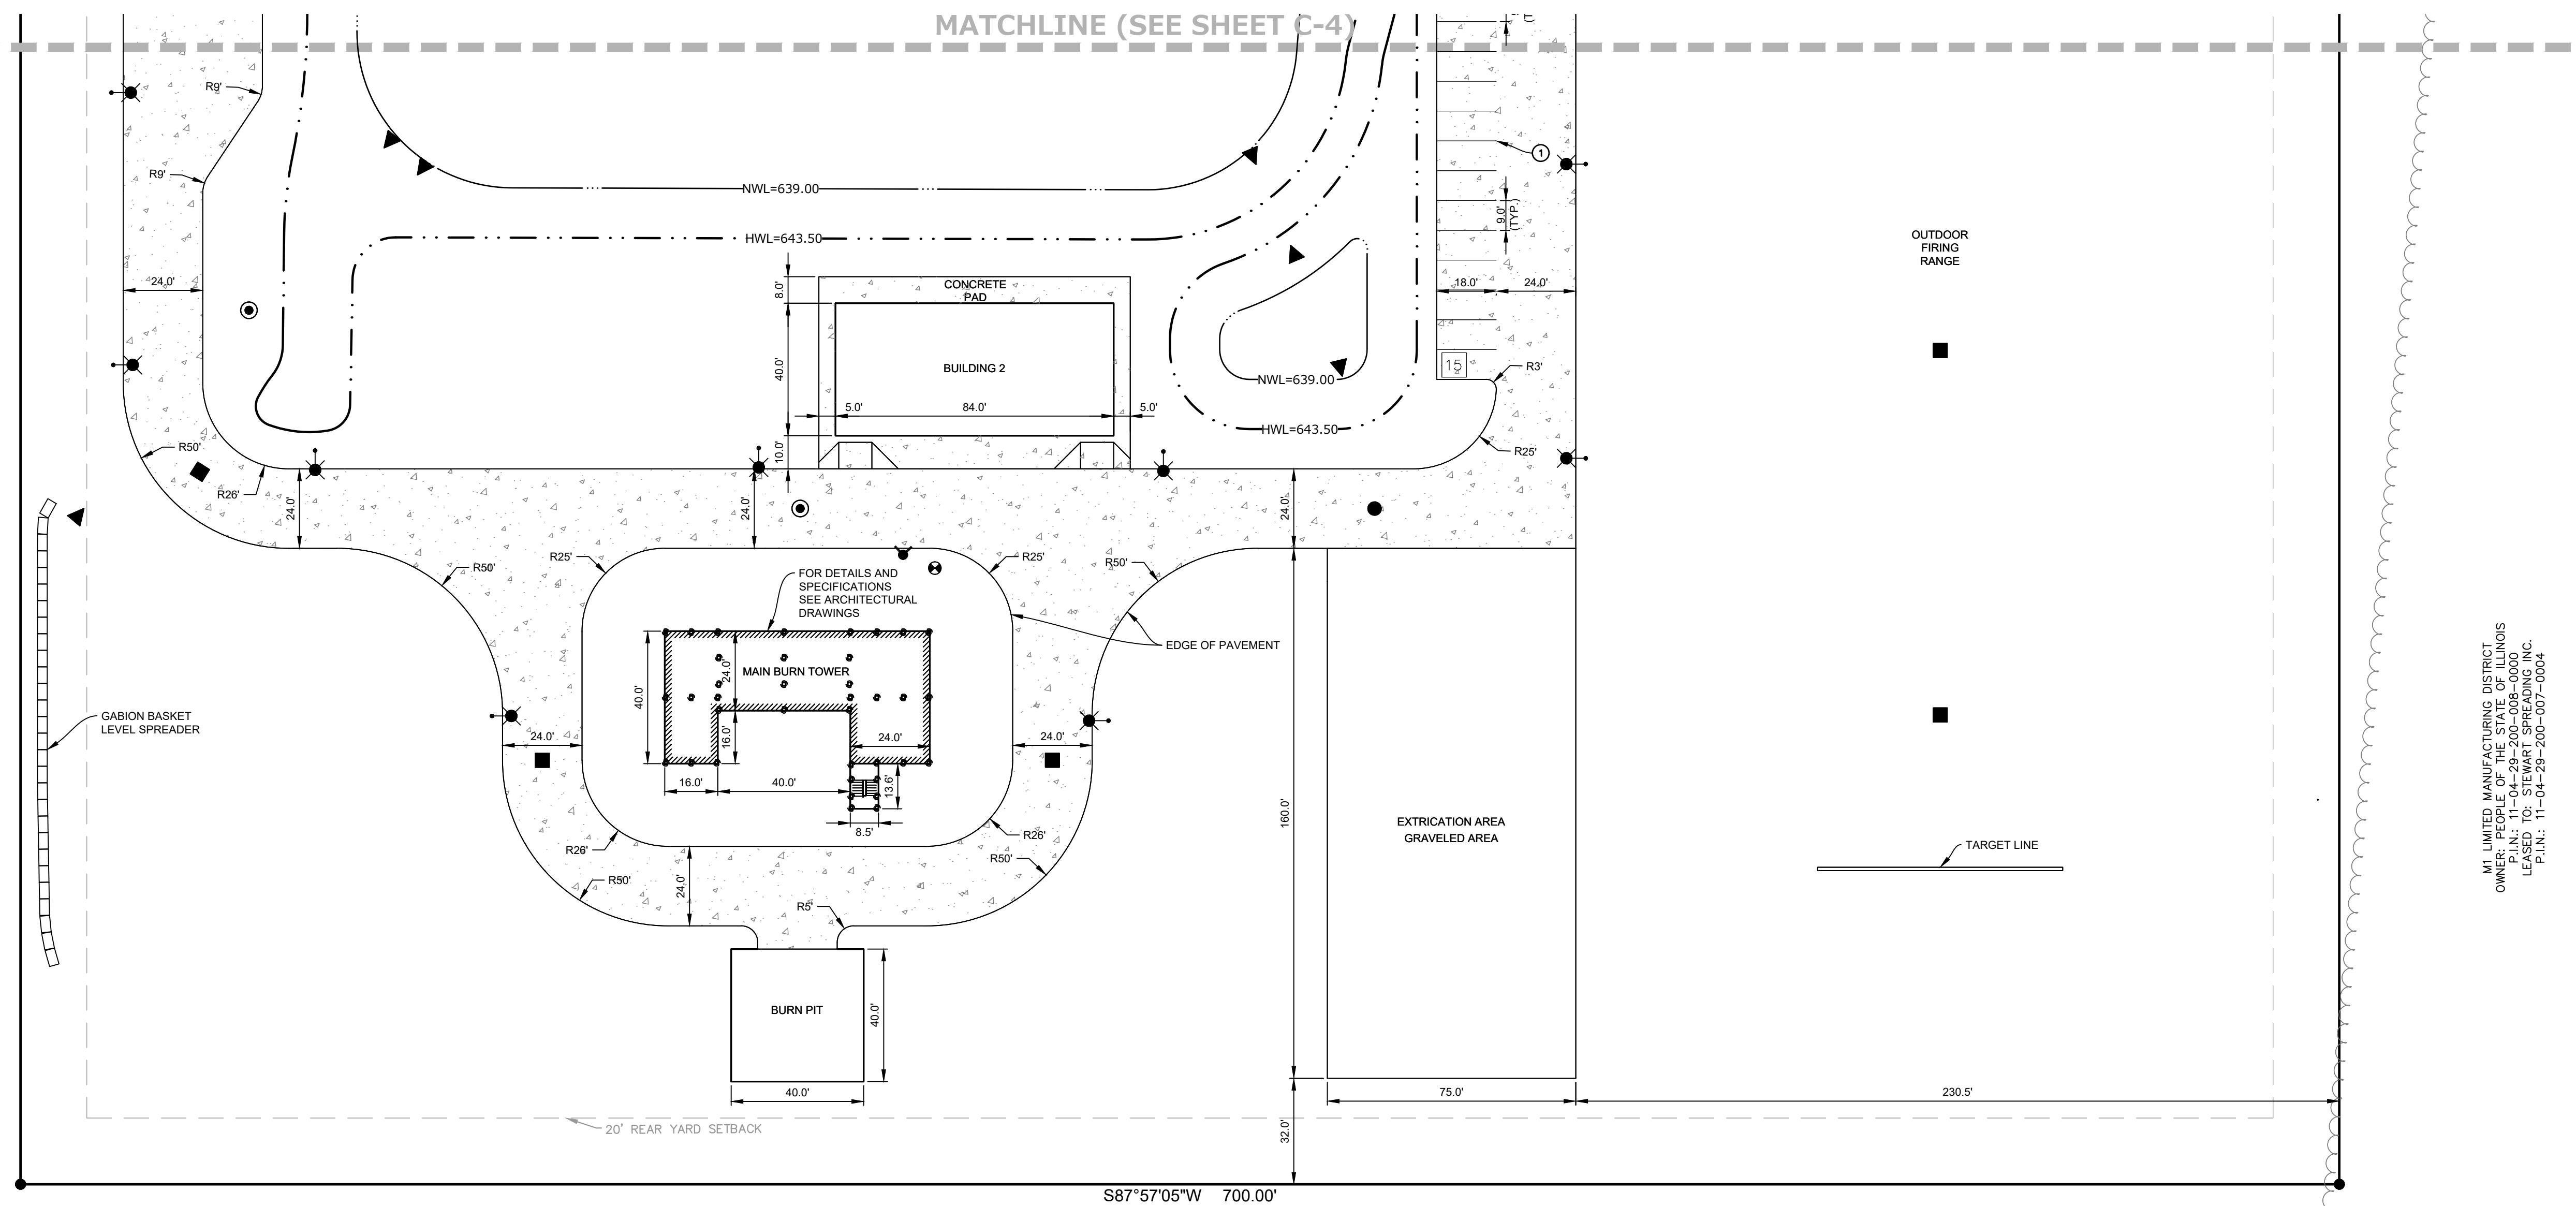 MATCHLINE (SEE SHEET C-4)
R9'
R9'
NWL=639.00
HWL=643.50
1
9.0'
(TYP.)
OUTDOOR
FIRING
RANGE
24.0'
8.0'
CONCRETE
PAD
18.0'
24.0'
40.0'
BUILDING 2
15
R3'
NWL=639.00
5.0'
84.0'
5.0'
HWL=643.50
R50'
10.0'
R25'
R26'
24.0'
24.0'
24.0'
R50'
R25'
R25'
R50'
FOR DETAILS AND
SPECIFICATIONS
SEE ARCHITECTURAL
DRAWINGS
EDGE OF PAVEMENT
MAIN BURN TOWER
24.0'
40.0'
GABION BASKET
LEVEL SPREADER
24.0'
16.0'
24.0'
24.0'
16.0'
40.0'
13.6'
8.5'
R26'
R26'
R50'
R50'
24.0'
R5'
160.0'
EXTRICATION AREA
GRAVELED AREA
TARGET LINE
M1 LIMITED MANUFACTURING DISTRICT
OWNER: PEOPLE OF THE STATE OF ILLINOIS
P.I.N.: 11-04-29-200-008-0000
LEASED TO: STEWART SPREADING INC.
P.I.N.: 11-04-29-200-007-0004
BURN PIT
40.0'
40.0'
75.0'
230.5'
20' REAR YARD SETBACK
32.0'
S87°57'05"W 700.00'